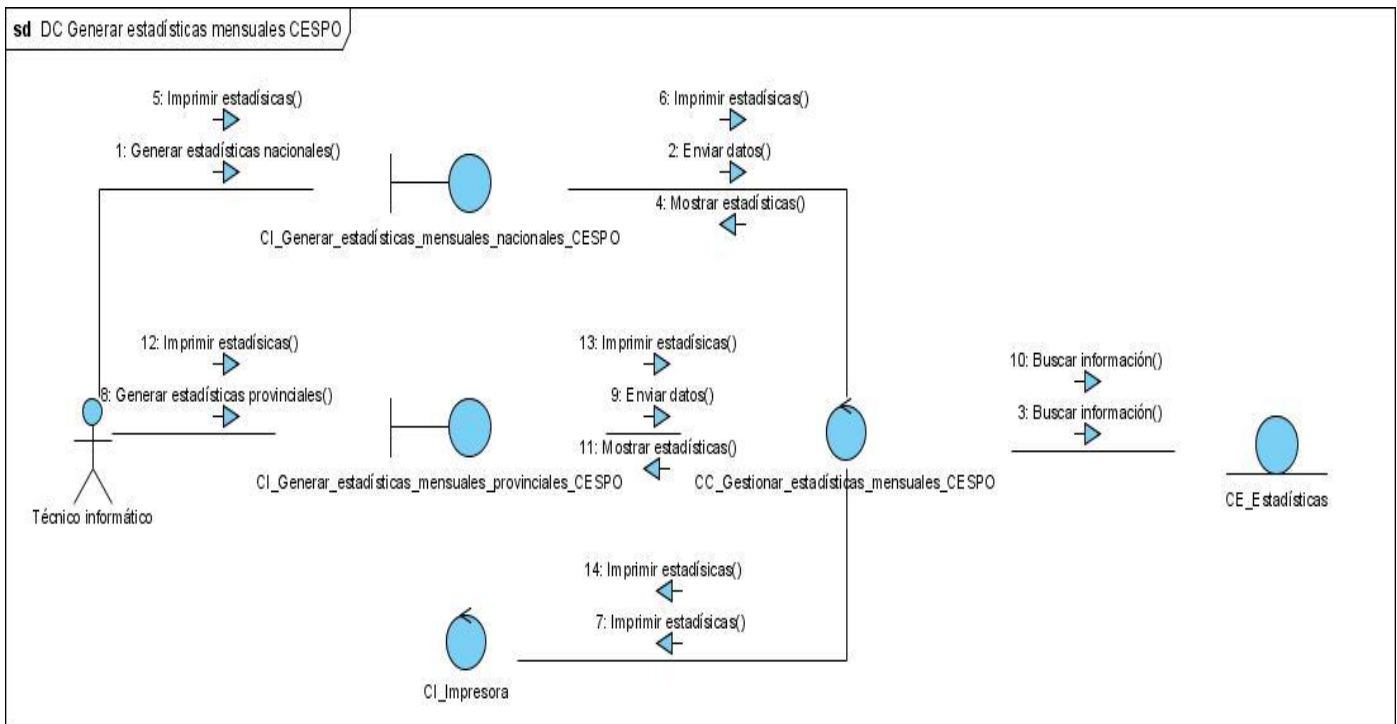 sd DC Generar estadísticas mensuales CESPO
5: Imprimir estadísicas()
1: Generar estadísticas nacionales()
6: Imprimir estadísicas()
2: Enviar datos()
4: Mostrar estadísticas()
CI_Generar_estadísticas_mensuales_nacionales_CESPO
12: Imprimir estadísicas()
8: Generar estadísticas provinciales()
13: Imprimir estadísicas()
9: Enviar datos()
11: Mostrar estadísticas()
10: Buscar información()
3: Buscar información()
Técnico informático
CI_Generar_estadísticas_mensuales_provinciales_CESPO
CC_Gestionar_estadísticas_mensuales_CESPO
CE_Estadísticas
14: Imprimir estadísicas()
7: Imprimir estadísicas()
CI_Impresora